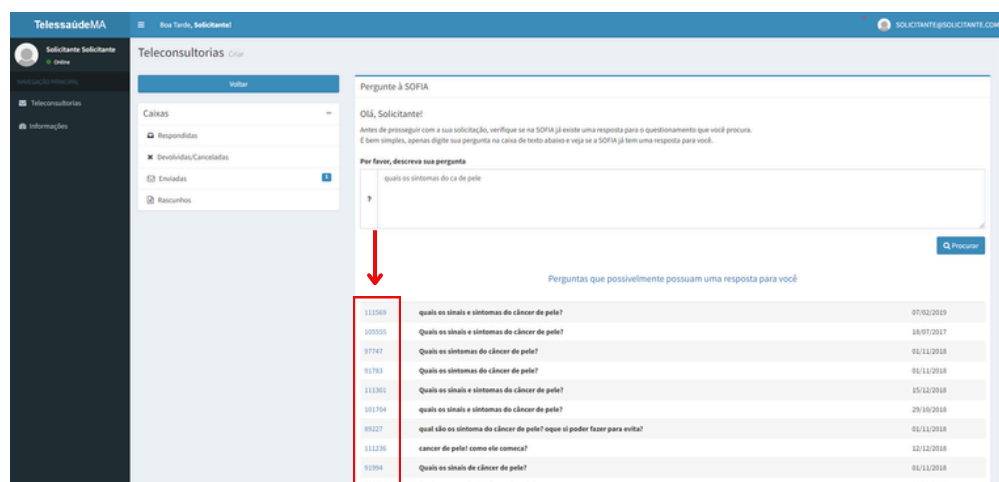 TelessaúdeMA
Boa Tarde, Solicitante!
SOLICITANTE@SOLICITANTE.COM
Solicitante Solicitante
Online
NAVEGAÇÃO PRINCIPAL
Teleconsultorias
Informações
Teleconsultorias Criar
Voltar
Caixas
Respondidas
Devolvidas/Canceladas
Enviadas 1
Rascunhos
Pergunte à SOFIA
Olá, Solicitante!
Antes de prosseguir com a sua solicitação, verifique se na SOFIA já existe uma resposta para o questionamento que você procura.
É bem simples, apenas digite sua pergunta na caixa de texto abaixo e veja se a SOFIA já tem uma resposta para você.
Por favor, descreva sua pergunta
?
quais os sintomas do ca de pele
Procurar
Perguntas que possivelmente possuam uma resposta para você
111569 quais os sinais e sintomas do câncer de pele? 07/02/2019
105555 Quais os sinais e sintomas do câncer de pele? 18/07/2017
97747 Quais os sintomas do câncer de pele? 01/11/2018
91783 Quais os sintomas do câncer de pele? 01/11/2018
111301 Quais os sinais e sintomas do câncer de pele? 15/12/2018
101704 quais os sinais e sintomas do câncer de pele? 29/10/2018
89227 qual são os sintoma do câncer de pele? oque si poder fazer para evita? 01/11/2018
111236 cancer de pele! como ele comeca? 12/12/2018
91994 Quais os sinais de câncer de pele? 01/11/2018